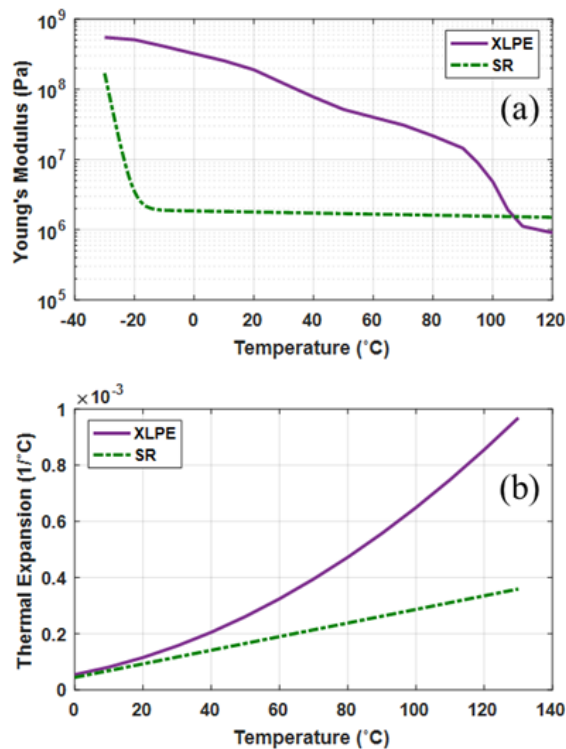 10^9
XLPE
SR
10^8
(a)
10^7
10^6
10^5
Young's Modulus (Pa)
-40 -20 0 20 40 60 80 100 120
Temperature (°C)
×10^-3
1
XLPE
SR
0.8
(b)
0.6
0.4
0.2
0
Thermal Expansion (1/°C)
0 20 40 60 80 100 120 140
Temperature (°C)